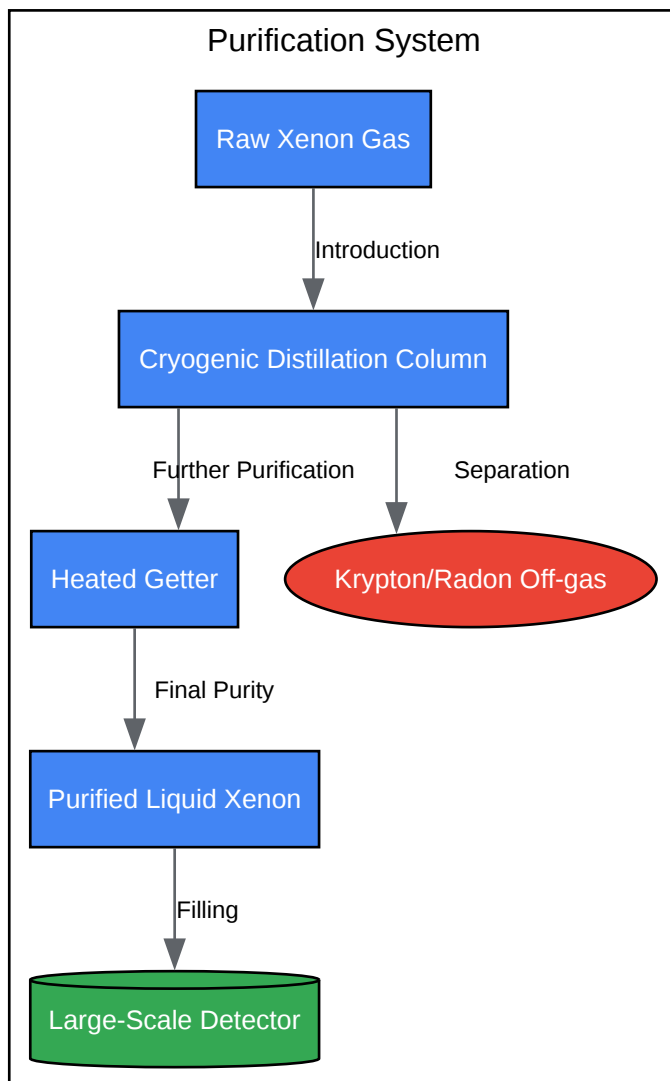 Purification System
Raw Xenon Gas
Introduction
Cryogenic Distillation Column
Further Purification
Separation
Heated Getter
Krypton/Radon Off-gas
Final Purity
Purified Liquid Xenon
Filling
Large-Scale Detector